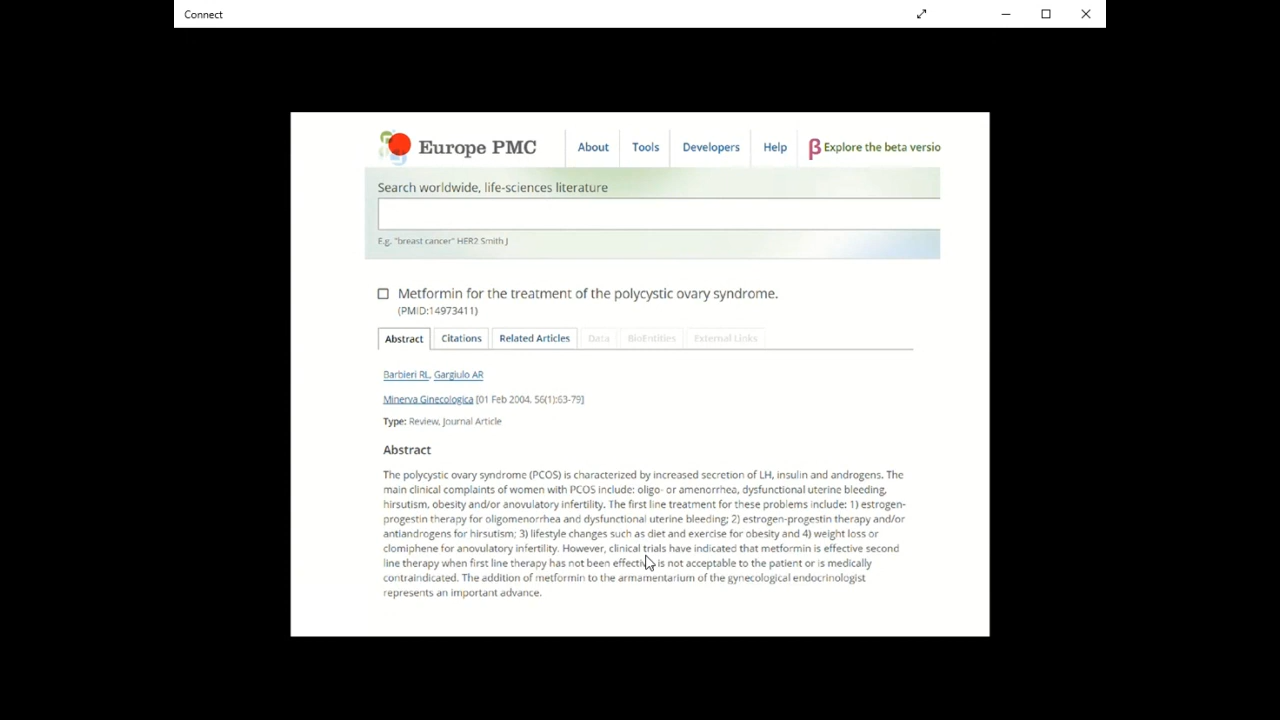 Connect
Europe PMC
About
Tools
Developers
Help
β Explore the beta versio
Search worldwide, life-sciences literature
E.g. "breast cancer" HER2 Smith J
Metformin for the treatment of the polycystic ovary syndrome.
(PMID:14973411)
Abstract
Citations
Related Articles
Data
BioEntities
External Links
Barbieri RL, Gargiulo AR
Minerva Ginecologica [01 Feb 2004, 56(1):63-79]
Type: Review, Journal Article
Abstract
The polycystic ovary syndrome (PCOS) is characterized by increased secretion of LH, insulin and androgens. The
main clinical complaints of women with PCOS include: oligo- or amenorrhea, dysfunctional uterine bleeding,
hirsutism, obesity and/or anovulatory infertility. The first line treatment for these problems include: 1) estrogen-
progestin therapy for oligomenorrhea and dysfunctional uterine bleeding; 2) estrogen-progestin therapy and/or
antiandrogens for hirsutism; 3) lifestyle changes such as diet and exercise for obesity and 4) weight loss or
clomiphene for anovulatory infertility. However, clinical trials have indicated that metformin is effective second
line therapy when first line therapy has not been effective, is not acceptable to the patient or is medically
contraindicated. The addition of metformin to the armamentarium of the gynecological endocrinologist
represents an important advance.